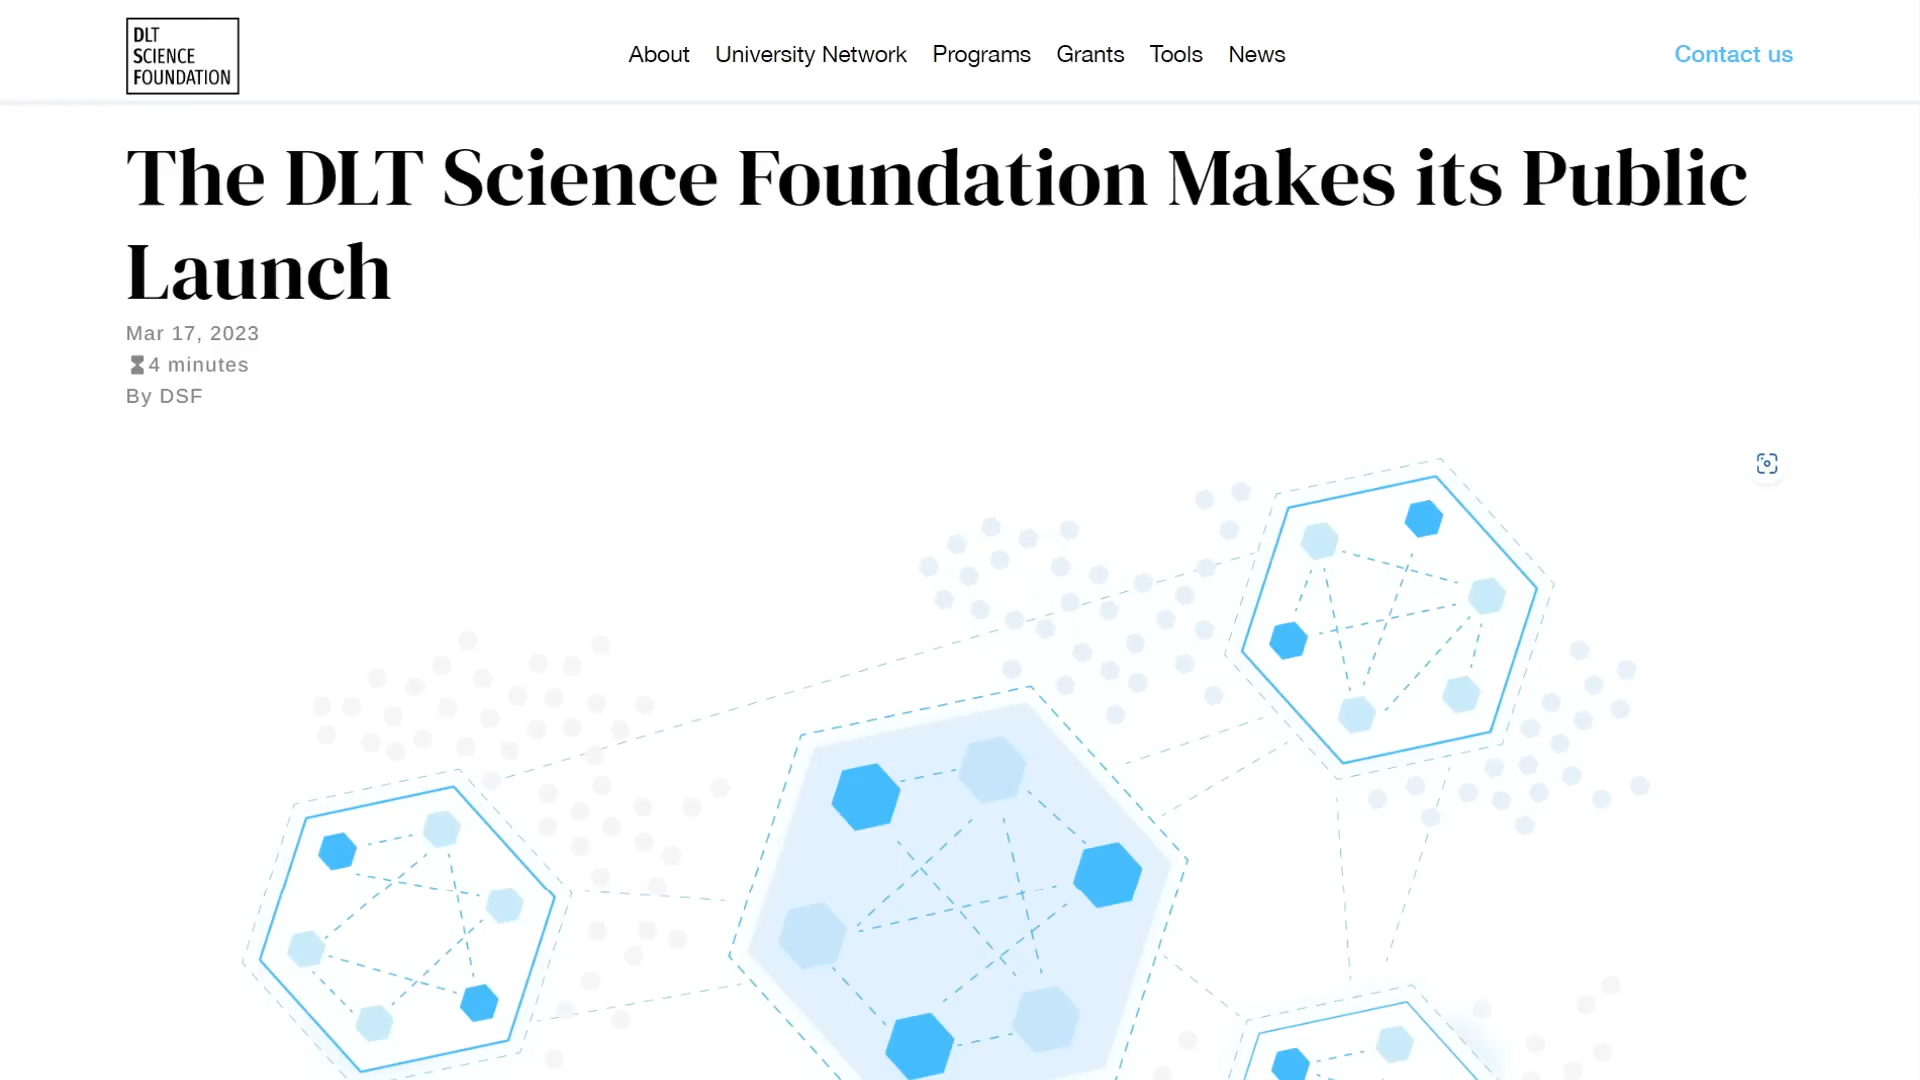 DLT
SCIENCE
FOUNDATION
About University Network Programs Grants Tools News
Contact us
The DLT Science Foundation Makes its Public
Launch
Mar 17, 2023
4 minutes
By DSF